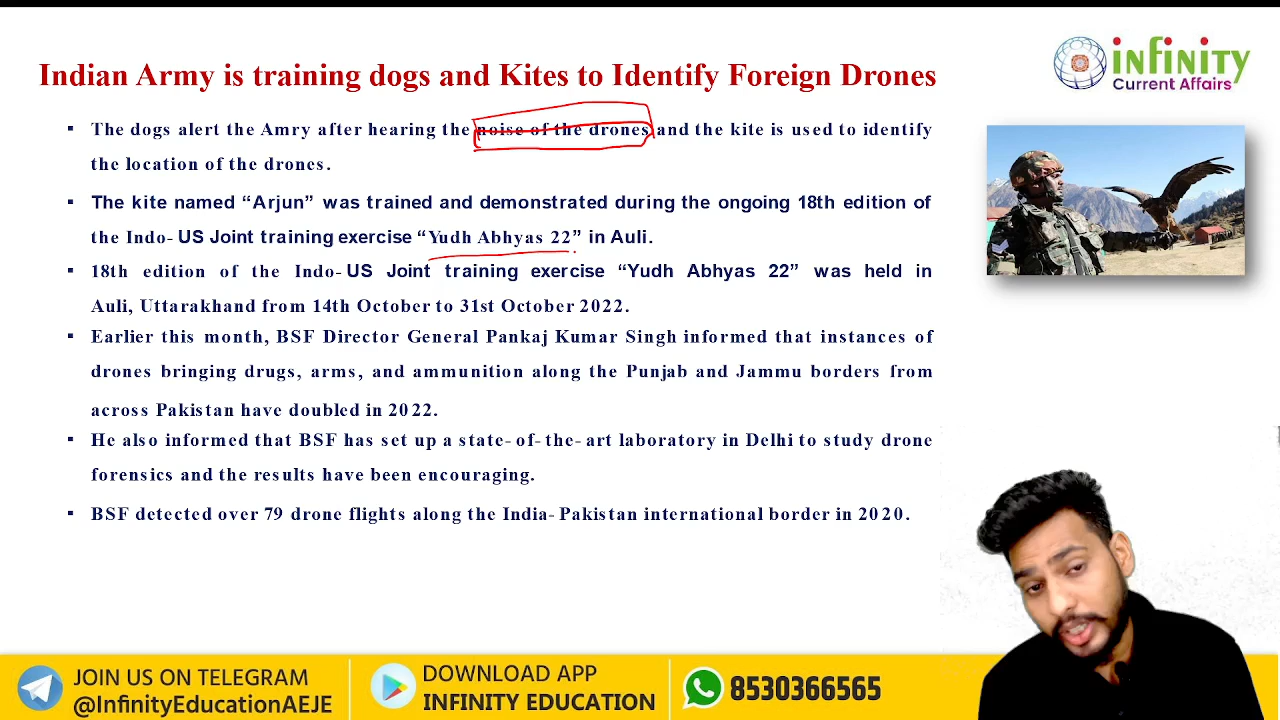 Indian Army is training dogs and Kites to Identify Foreign Drones
infinity
Current Affairs
▪ The dogs alert the Amry after hearing the noise of the drones and the kite is used to identify
the location of the drones.
▪ The kite named “Arjun” was trained and demonstrated during the ongoing 18th edition of
the Indo- US Joint training exercise “Yudh Abhyas 22” in Auli.
▪ 18th edition of the Indo- US Joint training exercise “Yudh Abhyas 22” was held in
Auli, Uttarakhand from 14th October to 31st October 2022.
▪ Earlier this month, BSF Director General Pankaj Kumar Singh informed that instances of
drones bringing drugs, arms, and ammunition along the Punjab and Jammu borders from
across Pakistan have doubled in 2022.
▪ He also informed that BSF has set up a state- of- the- art laboratory in Delhi to study drone
forensics and the results have been encouraging.
▪ BSF detected over 79 drone flights along the India- Pakistan international border in 2020.
JOIN US ON TELEGRAM
@InfinityEducationAEJE
DOWNLOAD APP
INFINITY EDUCATION
8530366565